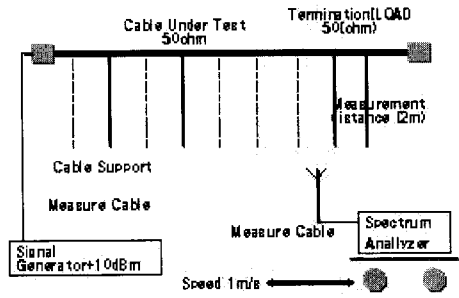 Cable Under Test
50ohm
Termination(LOAD
50(ohm)
Measurement
distance (2m)
Cable Support
Measure Cable
Measure Cable
Spectrum
Anallyzer
Signal
Generator+10dBm
Speed 1m/s